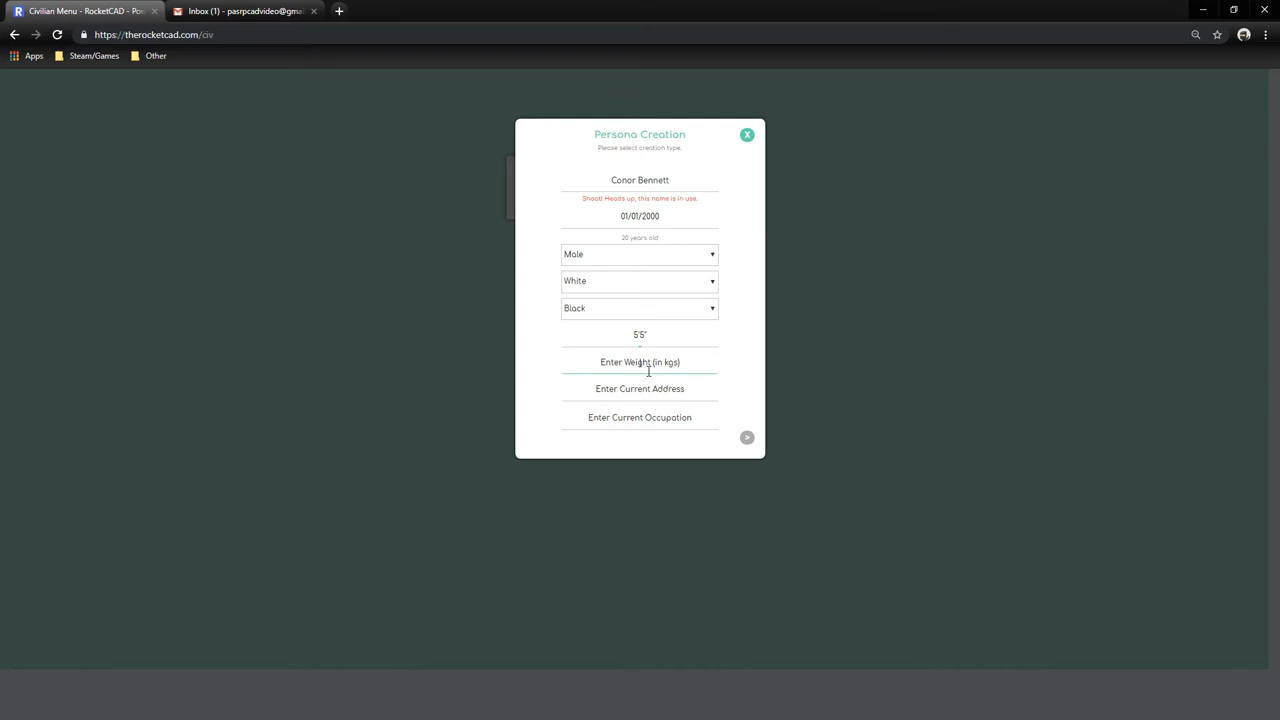 Civilian Menu - RocketCAD - Po
Inbox (1) - pasrpcadvideo@gmai
https://therocketcad.com/civ
Apps
Steam/Games
Other
Persona Creation
X
Please select creation type.
Conor Bennett
Shoot! Heads up, this name is in use.
01/01/2000
20 years old
Male
White
Black
5'5"
Enter Weight (in kgs)
Enter Current Address
Enter Current Occupation
>